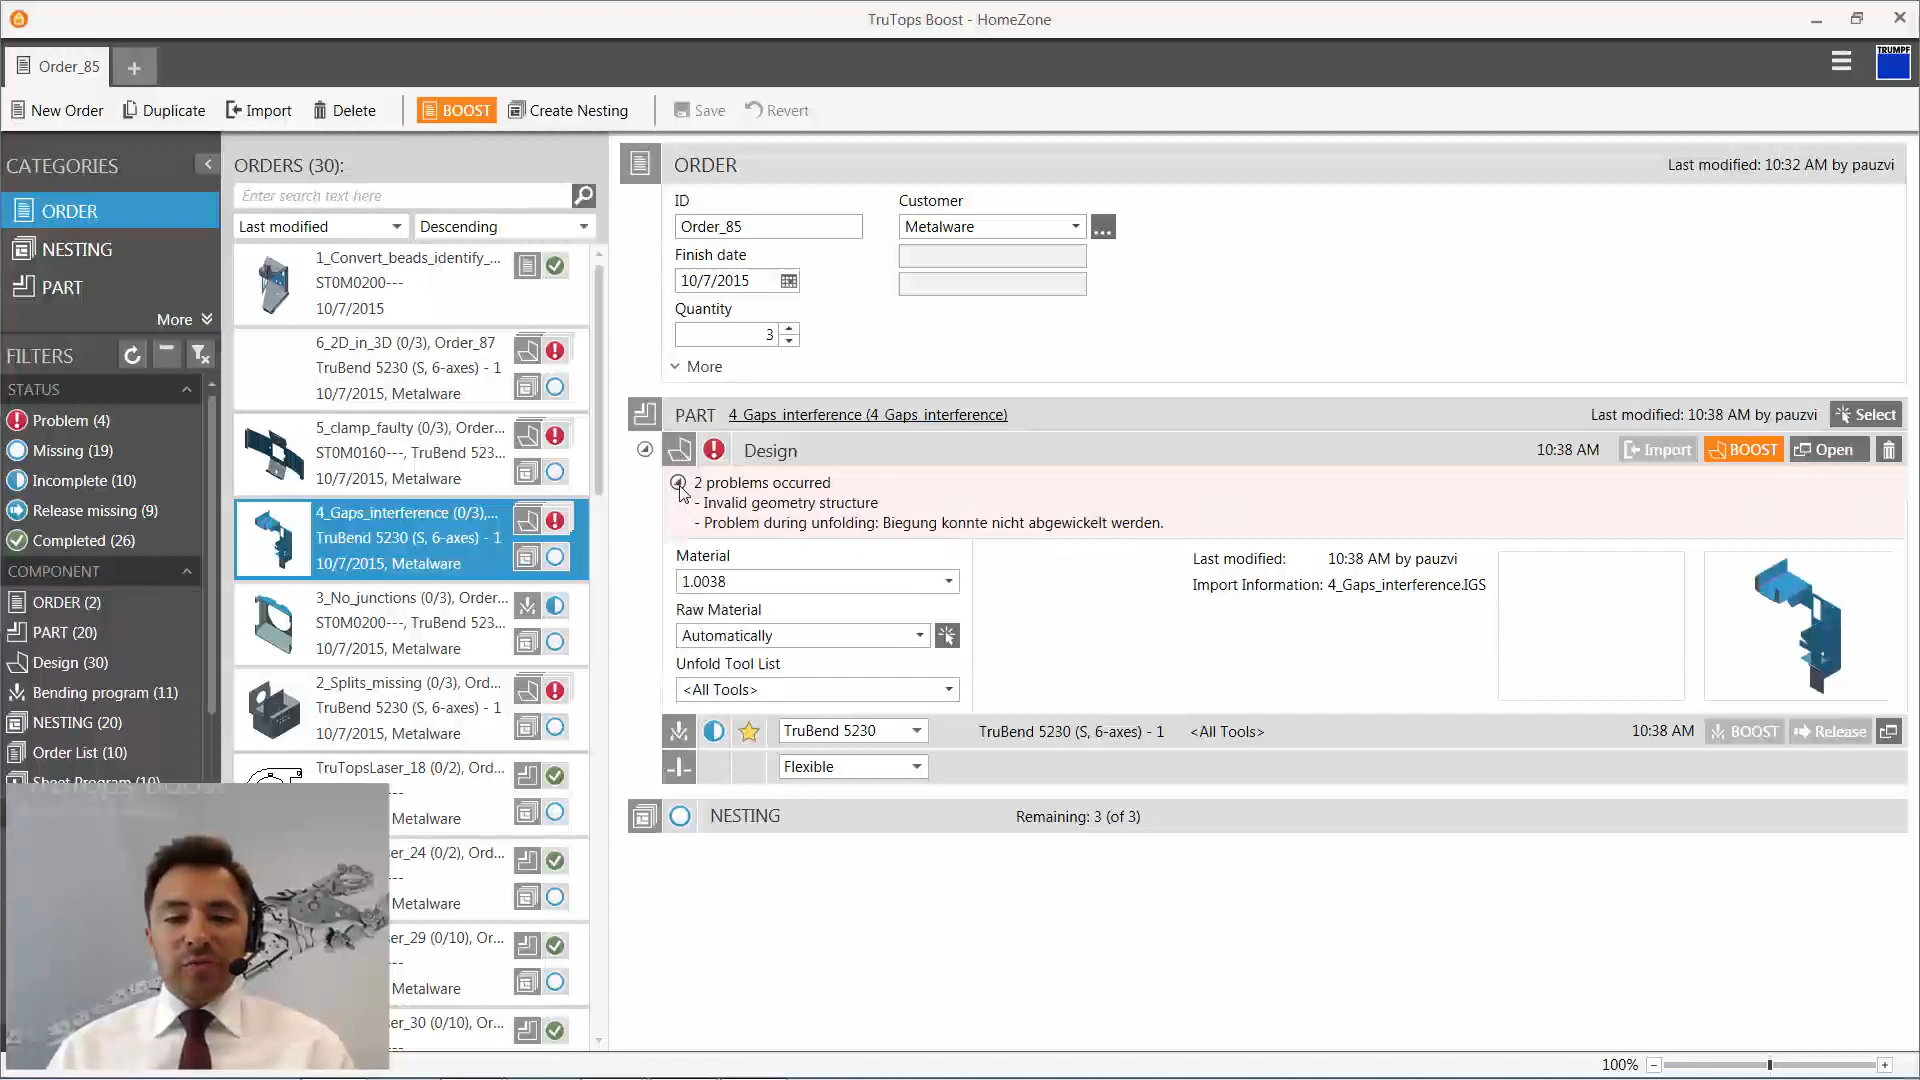 TruTops Boost - HomeZone
Order_85
TRUMPF
New Order
Duplicate
Import
Delete
BOOST
Create Nesting
Save
Revert
CATEGORIES
ORDER
NESTING
PART
More
FILTERS
STATUS
Problem (4)
Missing (19)
Incomplete (10)
Release missing (9)
Completed (26)
COMPONENT
ORDER (2)
PART (20)
Design (30)
Bending program (11)
NESTING (20)
Order List (10)
Sheet Program (10)
ORDERS (30):
Enter search text here
Last modified
Descending
1_Convert_beads_identify_...
ST0M0200---
10/7/2015
6_2D_in_3D (0/3), Order_87
TruBend 5230 (S, 6-axes) - 1
10/7/2015, Metalware
5_clamp_faulty (0/3), Order...
ST0M0160---, TruBend 523...
10/7/2015, Metalware
4_Gaps_interference (0/3),...
TruBend 5230 (S, 6-axes) - 1
10/7/2015, Metalware
3_No_junctions (0/3), Order...
ST0M0200---, TruBend 523...
10/7/2015, Metalware
2_Splits_missing (0/3), Ord...
TruBend 5230 (S, 6-axes) - 1
10/7/2015, Metalware
TruTopsLaser_18 (0/2), Ord...
---
Metalware
er_24 (0/2), Ord...
---
Metalware
er_29 (0/10), Or...
---
Metalware
er_30 (0/10), Or...
---
ORDER
Last modified: 10:32 AM by pauzvi
ID
Order_85
Customer
Metalware
...
Finish date
10/7/2015
Quantity
3
More
PART
4_Gaps_interference (4_Gaps_interference)
Last modified: 10:38 AM by pauzvi
Select
Design
10:38 AM
Import
BOOST
Open
2 problems occurred
- Invalid geometry structure
- Problem during unfolding: Biegung konnte nicht abgewickelt werden.
Material
1.0038
Raw Material
Automatically
Unfold Tool List
<All Tools>
Last modified: 10:38 AM by pauzvi
Import Information: 4_Gaps_interference.IGS
TruBend 5230
TruBend 5230 (S, 6-axes) - 1
<All Tools>
10:38 AM
BOOST
Release
Flexible
NESTING
Remaining: 3 (of 3)
100%